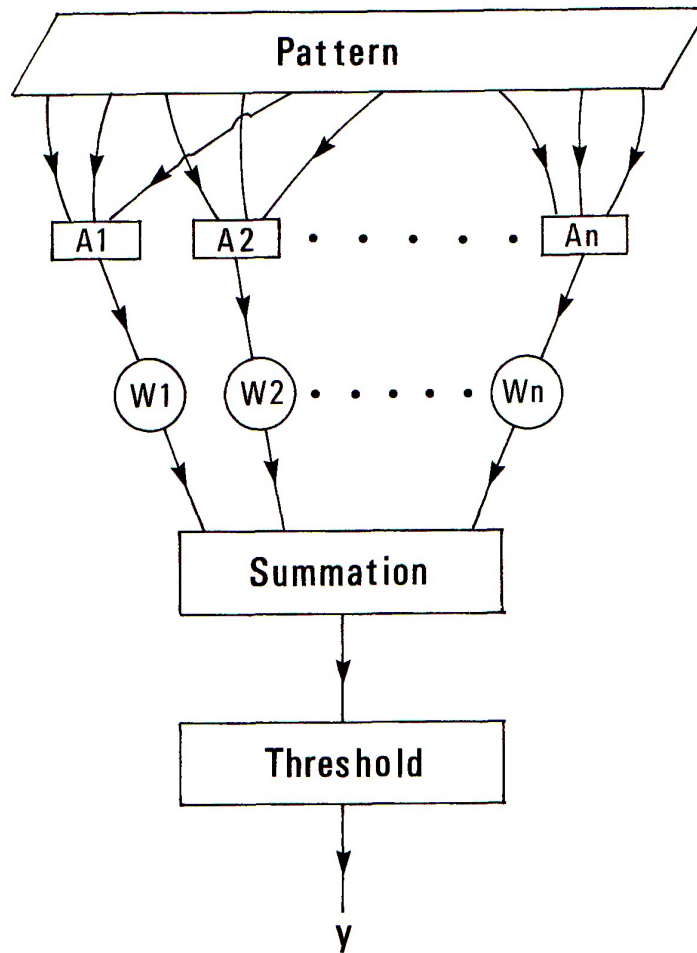 Pattern
A1 A2 An
W1 W2 Wn
Summation
Threshold
y